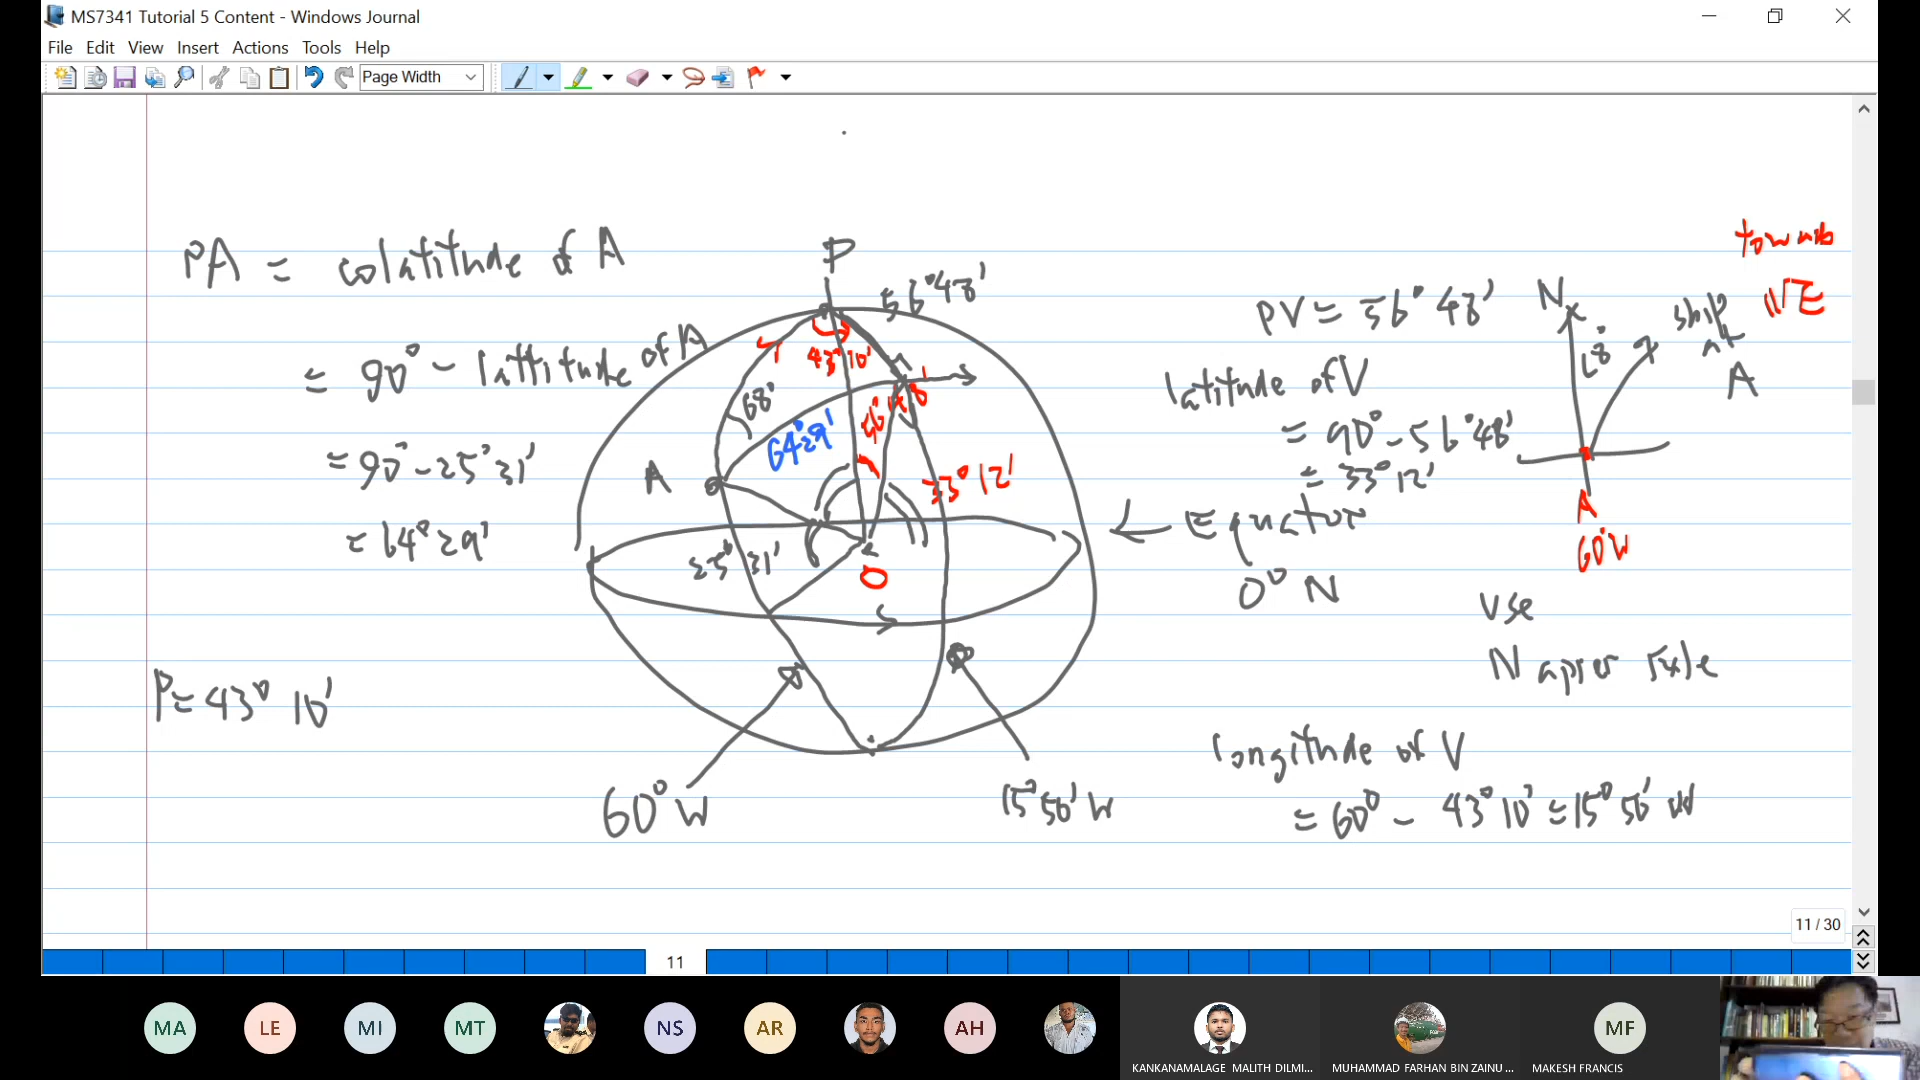 MS7341 Tutorial 5 Content - Windows Journal
File Edit View Insert Actions Tools Help
Page Width
PA = colatitude of A
= 90° - lattitude of A
= 90° - 25° 31'
= 64° 29'
P = 43° 10'
P
56° 48'
43° 10'
68°
64° 29'
56° 48'
33° 12'
A
25° 31'
O
60° W
15° 50' W
Equator
0° N
PV = 56° 48'
latitude of V
= 90° - 56° 48'
= 33° 12'
N
68°
ship
at
A
towards
NE
A
60° W
use
Napier rule
longitude of V
= 60° - 43° 10' = 15° 50' W
11 / 30
11
MA LE MI MT NS AR AH MF
KANKANAMALAGE MALITH DILMI... MUHAMMAD FARHAN BIN ZAINU... MAKESH FRANCIS